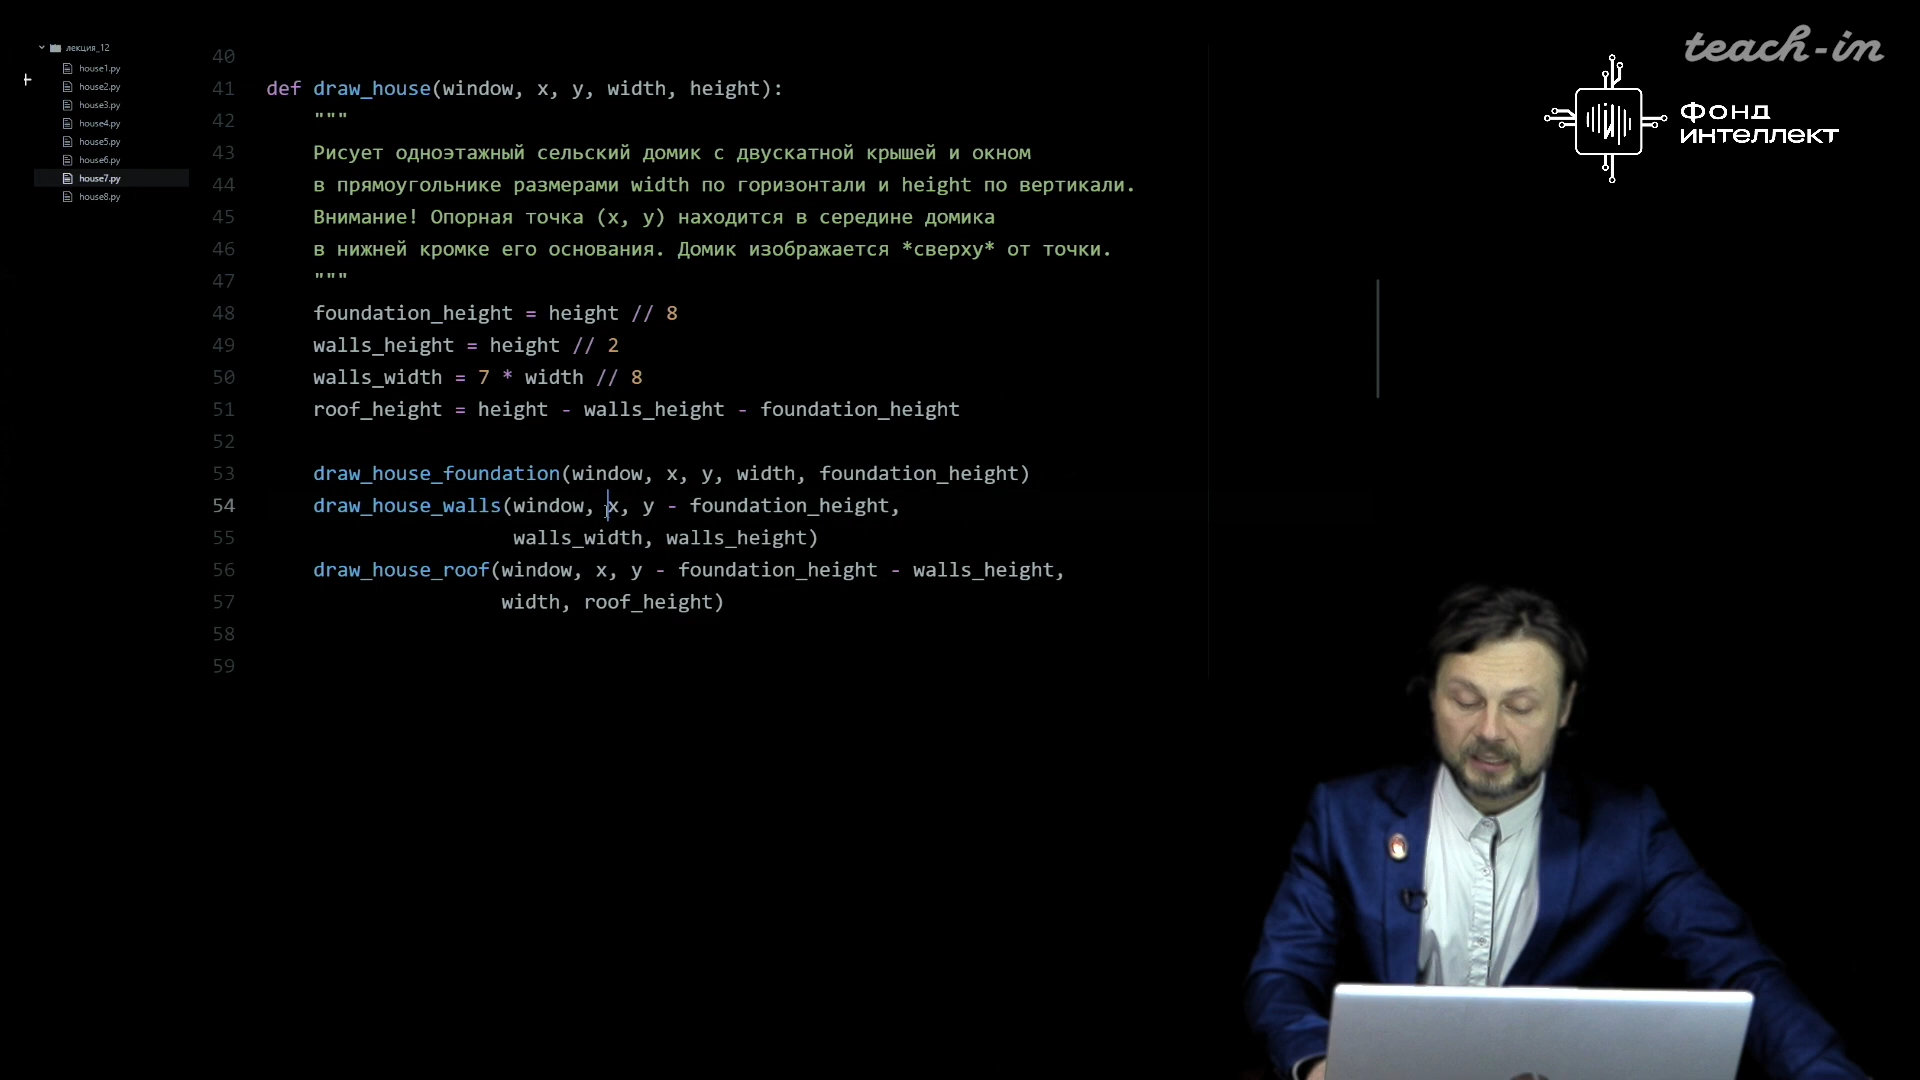 лекция_12
house1.py
house2.py
house3.py
house4.py
house5.py
house6.py
house7.py
house8.py
40
41 def draw_house(window, x, y, width, height):
42 """
43 Рисует одноэтажный сельский домик с двускатной крышей и окном
44 в прямоугольнике размерами width по горизонтали и height по вертикали.
45 Внимание! Опорная точка (x, y) находится в середине домика
46 в нижней кромке его основания. Домик изображается *сверху* от точки.
47 """
48 foundation_height = height // 8
49 walls_height = height // 2
50 walls_width = 7 * width // 8
51 roof_height = height - walls_height - foundation_height
52
53 draw_house_foundation(window, x, y, width, foundation_height)
54 draw_house_walls(window, x, y - foundation_height,
55 walls_width, walls_height)
56 draw_house_roof(window, x, y - foundation_height - walls_height,
57 width, roof_height)
58
59
teach-in
ФОНД
ИНТЕЛЛЕКТ